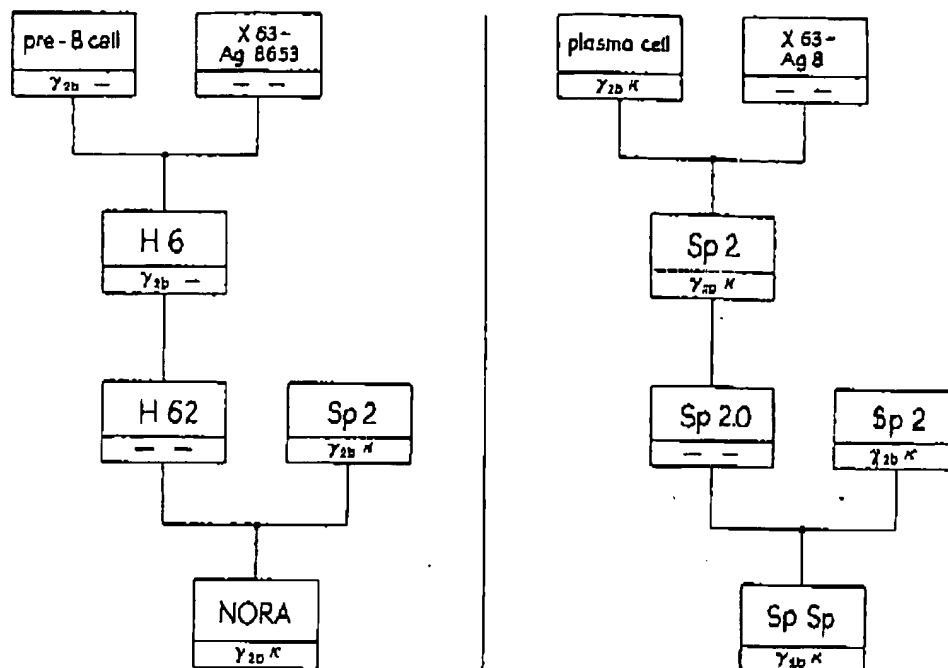 pre-B cell
γ2b —
X 63-
Ag 8653
— —
H 6
γ2b —
H 62
— —
Sp 2
γ2b κ
NORA
γ2b κ
plasma cell
γ2b κ
X 63-
Ag 8
— —
Sp 2
γ2b κ
Sp 2.0
— —
Sp 2
γ2b κ
Sp Sp
γ2b κ